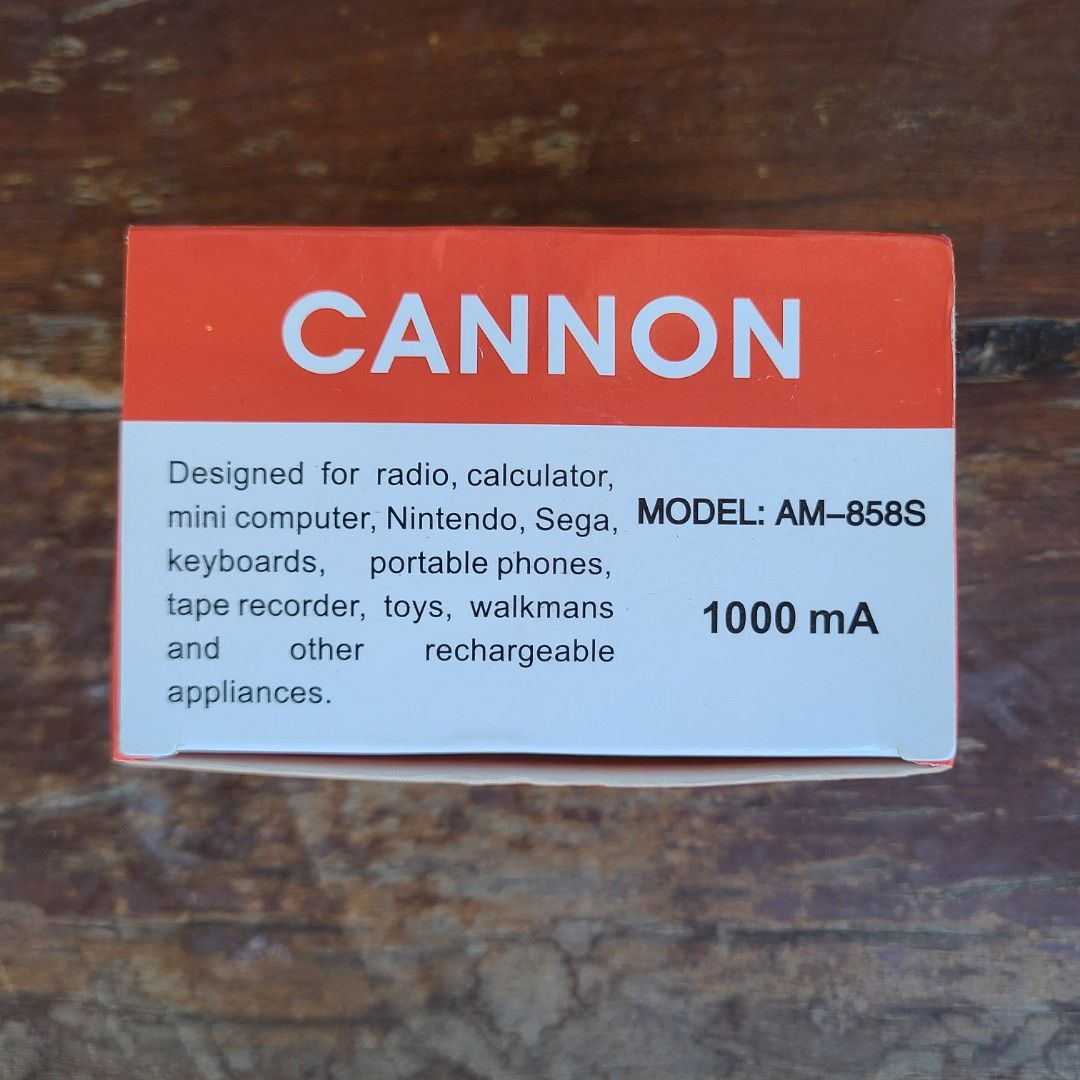 CANNON
Designed for radio, calculator,
mini computer, Nintendo, Sega,
keyboards, portable phones,
tape recorder, toys, walkmans
and other rechargeable
appliances.
MODEL: AM–858S
1000 mA